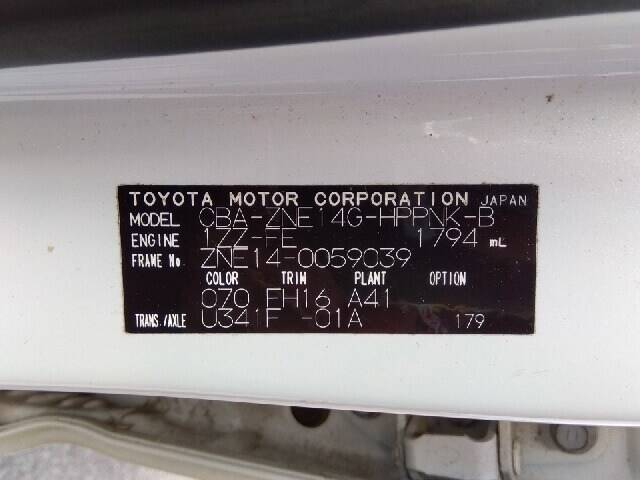 TOYOTA MOTOR CORPORATION JAPAN
MODEL CBA-ZNE14G-HPPNK-B
ENGINE 1ZZ-FE 1794 mL
FRAME No. ZNE14-0059039
COLOR TRIM PLANT OPTION
070 EH16 A41
TRANS./AXLE U341F -01A 179